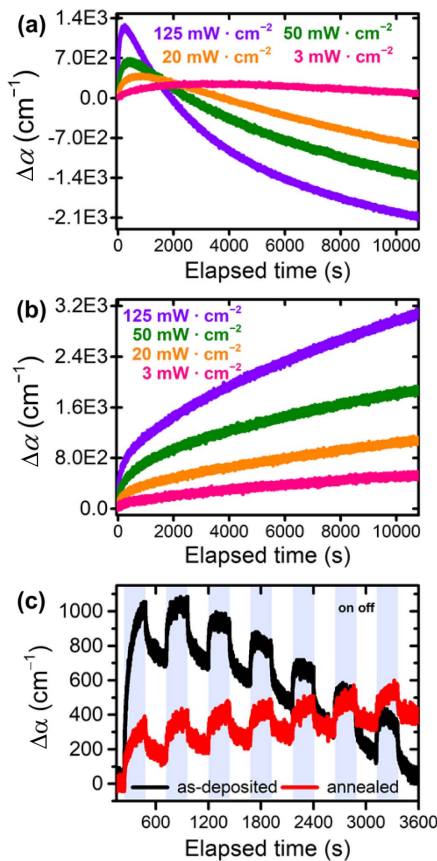 (a)
125 mW · cm⁻² 50 mW · cm⁻²
20 mW · cm⁻² 3 mW · cm⁻²
1.4E3
7.0E2
0.0
-7.0E2
-1.4E3
-2.1E3
Δα (cm⁻¹)
0 2000 4000 6000 8000 10000
Elapsed time (s)
(b)
125 mW · cm⁻²
50 mW · cm⁻²
20 mW · cm⁻²
3 mW · cm⁻²
3.2E3
2.4E3
1.6E3
8.0E2
0.0
Δα (cm⁻¹)
0 2000 4000 6000 8000 10000
Elapsed time (s)
(c)
on off
1000
800
600
400
200
0
Δα (cm⁻¹)
as-deposited annealed
600 1200 1800 2400 3000 3600
Elapsed time (s)